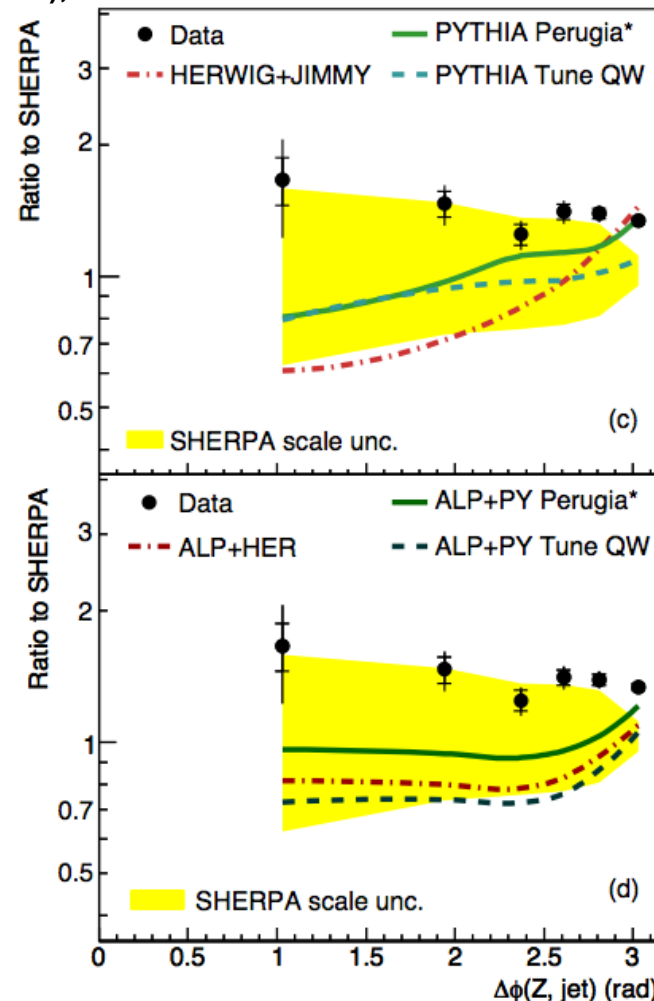 Data PYTHIA Perugia*
HERWIG+JIMMY PYTHIA Tune QW
Ratio to SHERPA
3
2
1
0.7
0.5
(c)
SHERPA scale unc.
Data ALP+PY Perugia*
ALP+HER ALP+PY Tune QW
Ratio to SHERPA
3
2
1
0.7
0.5
(d)
SHERPA scale unc.
0 0.5 1 1.5 2 2.5 3
Δϕ(Z, jet) (rad)